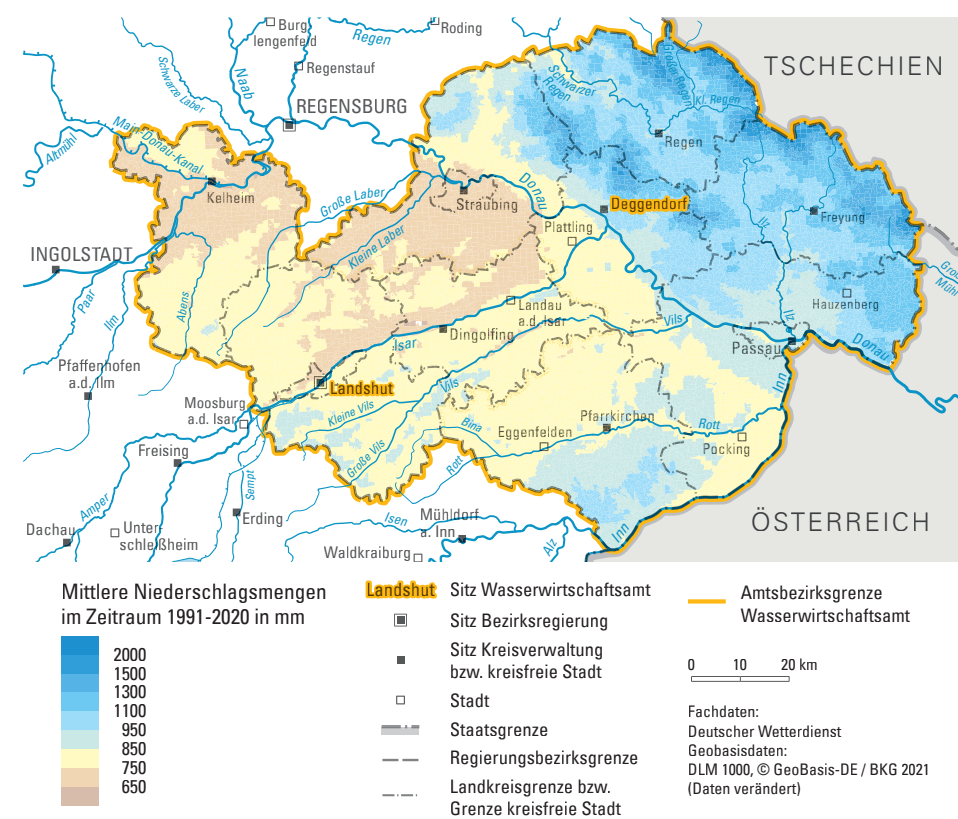 Burg
lengenfeld
Regen
Roding
Regenstauf
Naab
Schwarze Laber
REGENSBURG
TSCHECHIEN
Schwarzer
Regen
Große Regen
Kl. Regen
Regen
Altmühl
Main-Donau-Kanal
Kelheim
Große Laber
Kleine Laber
Straubing
Donau
Deggendorf
Plattling
Ilz
Freyung
INGOLSTADT
Paar
Ilm
Abens
Landau
a.d. Isar
Dingolfing
Isar
Vils
Hauzenberg
Ilz
Passau
Donau
Inn
Pfaffenhofen
a.d. Ilm
Landshut
Moosburg
a.d. Isar
Kleine Vils
Vils
Große Vils
Bina
Rott
Eggenfelden
Pfarrkirchen
Rott
Pocking
Freising
Amper
Sempt
Erding
Dachau
Unter-
schleißheim
Isen
Mühldorf
a. Inn
Waldkraiburg
Alz
Inn
ÖSTERREICH
Mittlere Niederschlagsmengen
im Zeitraum 1991-2020 in mm
2000
1500
1300
1100
950
850
750
650
Landshut Sitz Wasserwirtschaftsamt
Sitz Bezirksregierung
Sitz Kreisverwaltung
bzw. kreisfreie Stadt
Stadt
Staatsgrenze
Regierungsbezirksgrenze
Landkreisgrenze bzw.
Grenze kreisfreie Stadt
Amtsbezirksgrenze
Wasserwirtschaftsamt
0 10 20 km
Fachdaten:
Deutscher Wetterdienst
Geobasisdaten:
DLM 1000, © GeoBasis-DE / BKG 2021
(Daten verändert)